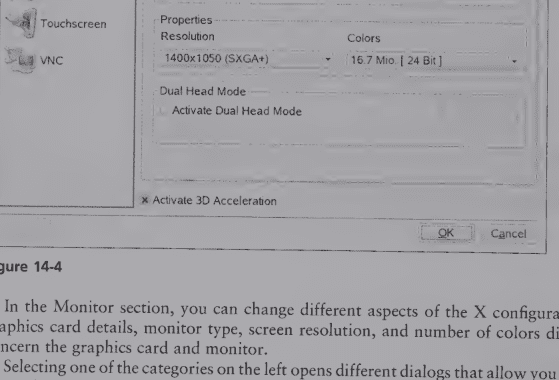 Properties
Touchscreen
Resolution Colors
VNC
1400x1050 (SXGA+) 16.7 Mio. [ 24 Bit ]
Dual Head Mode
Activate Dual Head Mode
× Activate 3D Acceleration
OK Cancel
gure 14-4
In the Monitor section, you can change different aspects of the X configura
aphics card details, monitor type, screen resolution, and number of colors di
ncern the graphics card and monitor.
Selecting one of the categories on the left opens different dialogs that allow you